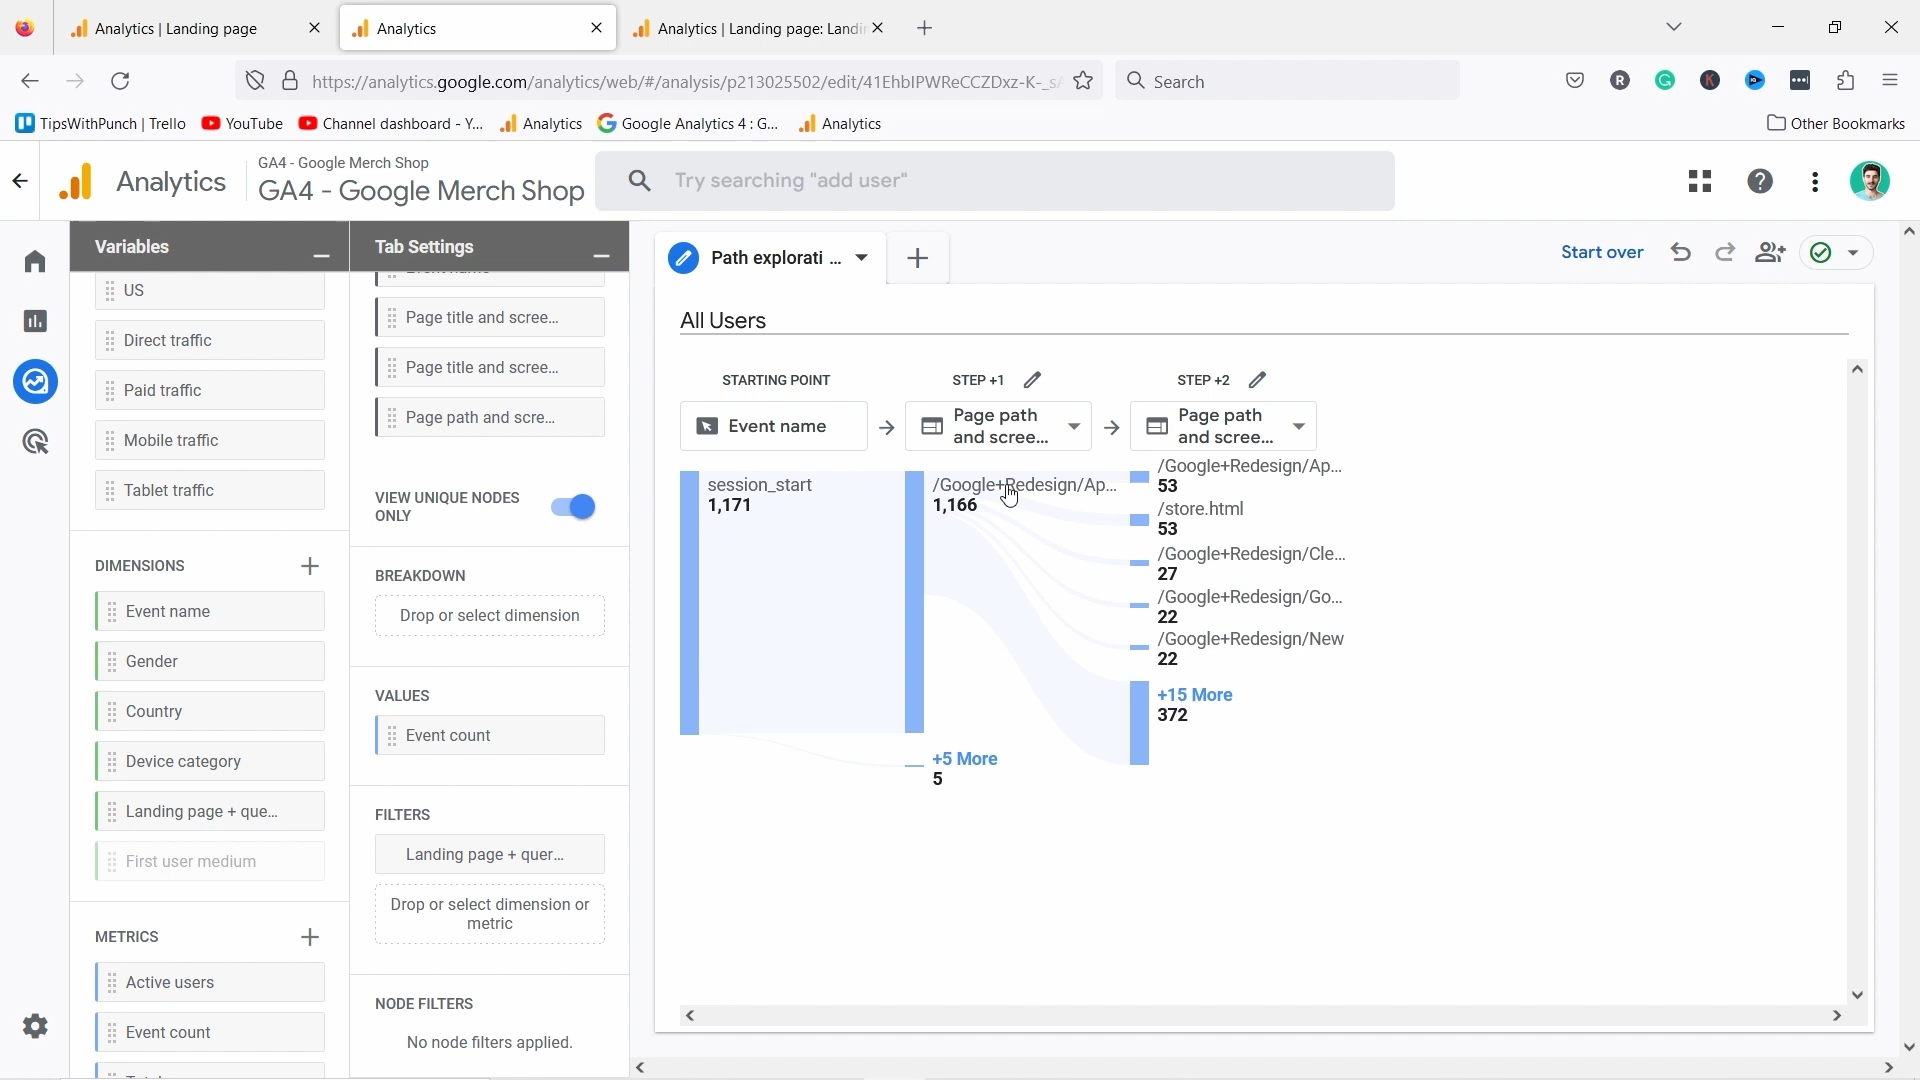 Analytics | Landing page
Analytics
Analytics | Landing page: Landi
https://analytics.google.com/analytics/web/#/analysis/p213025502/edit/41EhbIPWReCCZDxz-K-_s
Search
TipsWithPunch | Trello
YouTube
Channel dashboard - Y...
Analytics
Google Analytics 4 : G...
Analytics
Other Bookmarks
Analytics
GA4 - Google Merch Shop
GA4 - Google Merch Shop
Try searching "add user"
Variables
US
Direct traffic
Paid traffic
Mobile traffic
Tablet traffic
DIMENSIONS
Event name
Gender
Country
Device category
Landing page + que...
First user medium
METRICS
Active users
Event count
Tab Settings
Page title and scree...
Page title and scree...
Page path and scre...
VIEW UNIQUE NODES
ONLY
BREAKDOWN
Drop or select dimension
VALUES
Event count
FILTERS
Landing page + quer...
Drop or select dimension or
metric
NODE FILTERS
No node filters applied.
Path explorati ...
Start over
All Users
STARTING POINT
STEP +1
STEP +2
Event name
Page path
and scree...
Page path
and scree...
session_start
1,171
/Google+Redesign/Ap...
1,166
+5 More
5
/Google+Redesign/Ap...
53
/store.html
53
/Google+Redesign/Cle...
27
/Google+Redesign/Go...
22
/Google+Redesign/New
22
+15 More
372